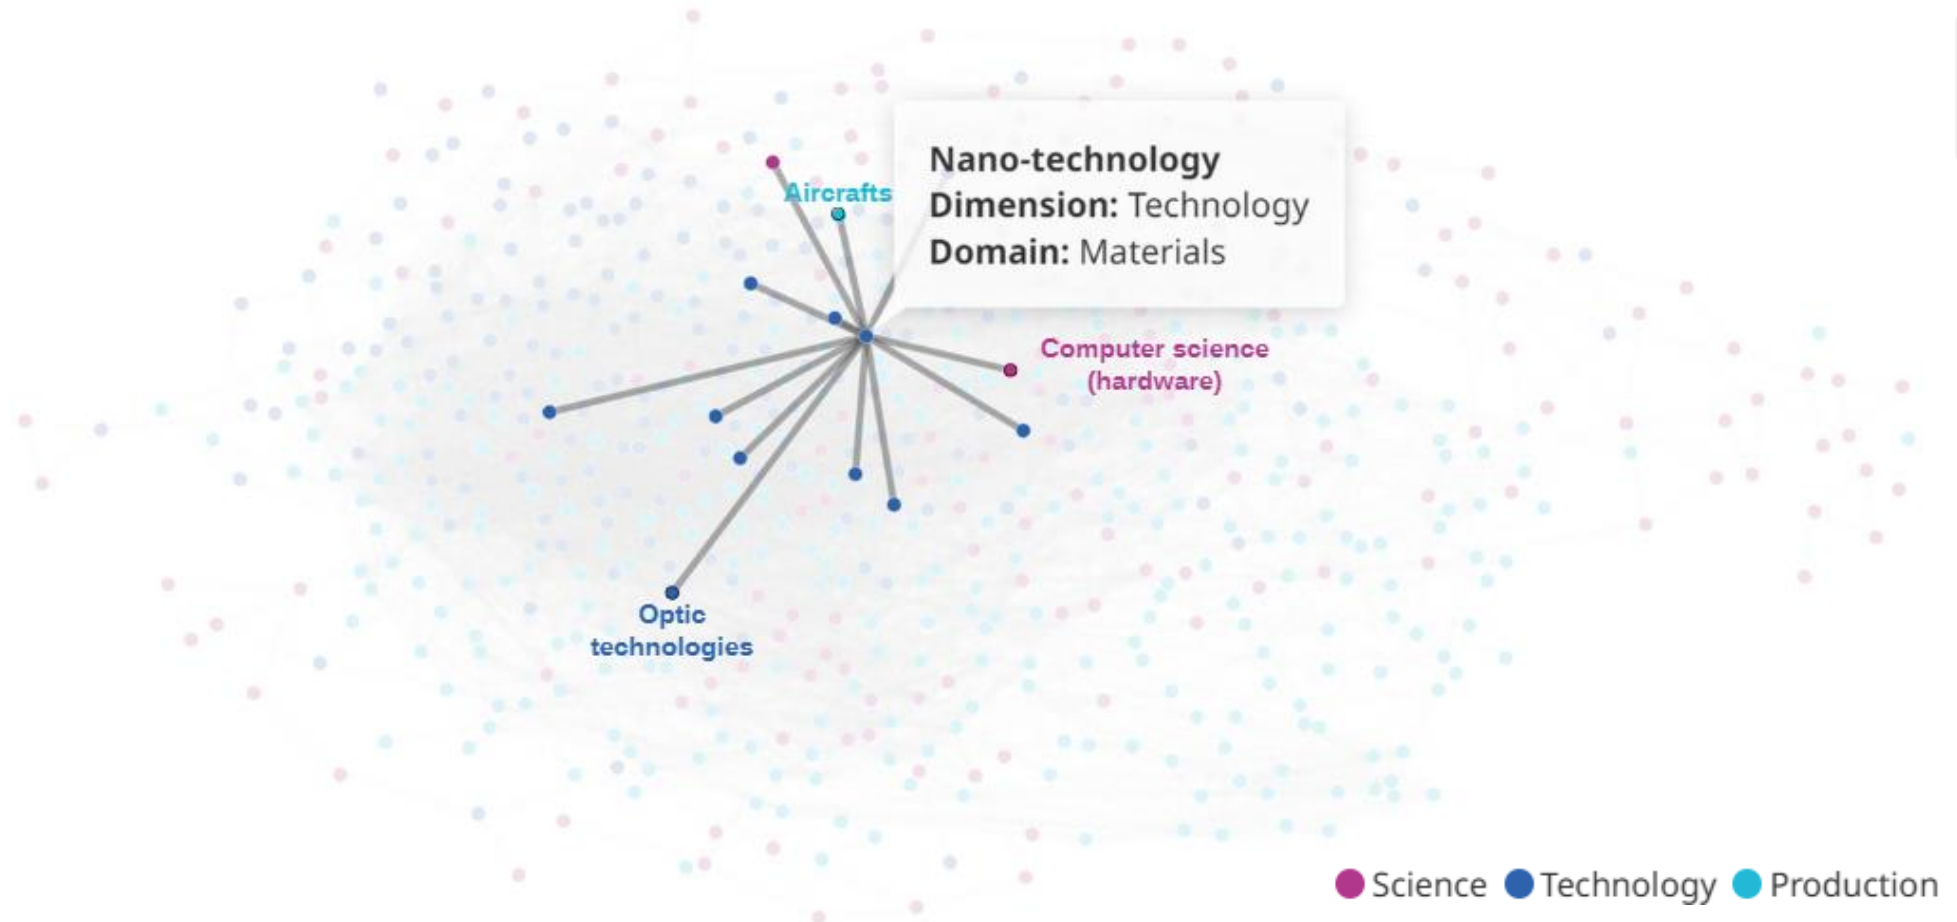 Nano-technology
Dimension: Technology
Domain: Materials
Aircrafts
Computer science
(hardware)
Optic
technologies
Science Technology Production